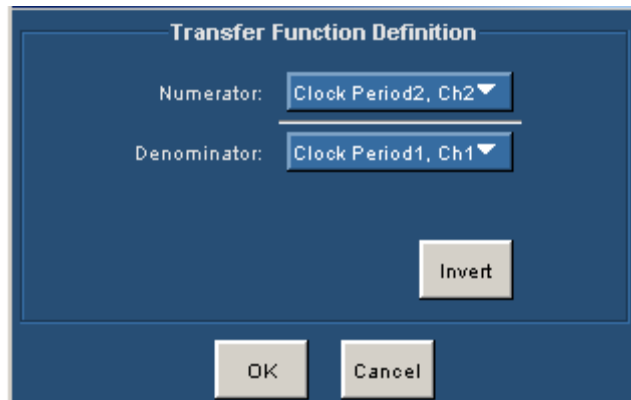 Transfer Function Definition
Numerator: Clock Period2, Ch2
Denominator: Clock Period1, Ch1
Invert
OK Cancel